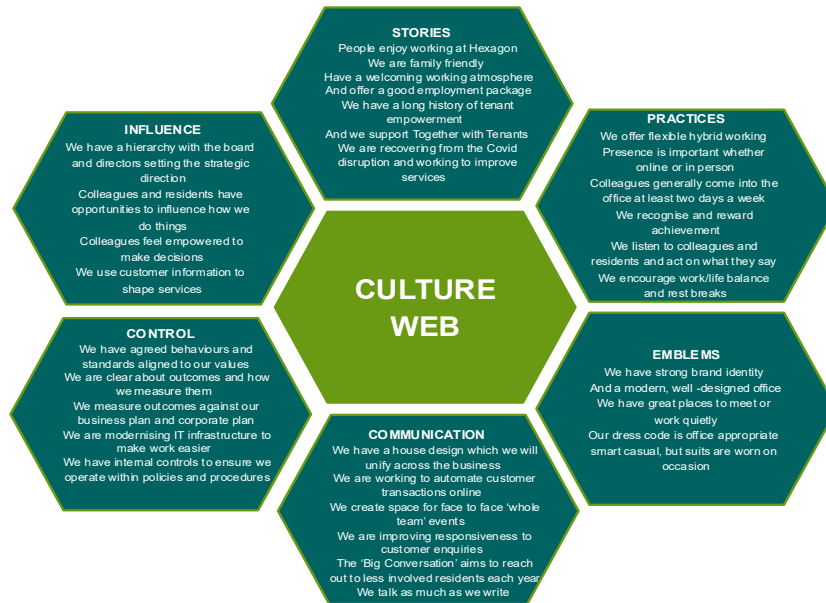 STORIES
People enjoy working at Hexagon
We are family friendly
Have a welcoming working atmosphere
And offer a good employment package
We have a long history of tenant
empowerment
And we support Together with Tenants
We are recovering from the Covid
disruption and working to improve
services
INFLUENCE
We have a hierarchy with the board
and directors setting the strategic
direction
Colleagues and residents have
opportunities to influence how we
do things
Colleagues feel empowered to
make decisions
We use customer information to
shape services
PRACTICES
We offer flexible hybrid working
Presence is important whether
online or in person
Colleagues generally come into the
office at least two days a week
We recognise and reward
achievement
We listen to colleagues and
residents and act on what they say
We encourage work/life balance
and rest breaks
CULTURE
WEB
CONTROL
We have agreed behaviours and
standards aligned to our values
We are clear about outcomes and how
we measure them
We measure outcomes against our
business plan and corporate plan
We are modernising IT infrastructure to
make work easier
We have internal controls to ensure we
operate within policies and procedures
EMBLEMS
We have strong brand identity
And a modern, well -designed office
We have great places to meet or
work quietly
Our dress code is office appropriate
smart casual, but suits are worn on
occasion
COMMUNICATION
We have a house design which we will
unify across the business
We are working to automate customer
transactions online
We create space for face to face ‘whole
team’ events
We are improving responsiveness to
customer enquiries
The ‘Big Conversation’ aims to reach
out to less involved residents each year
We talk as much as we write